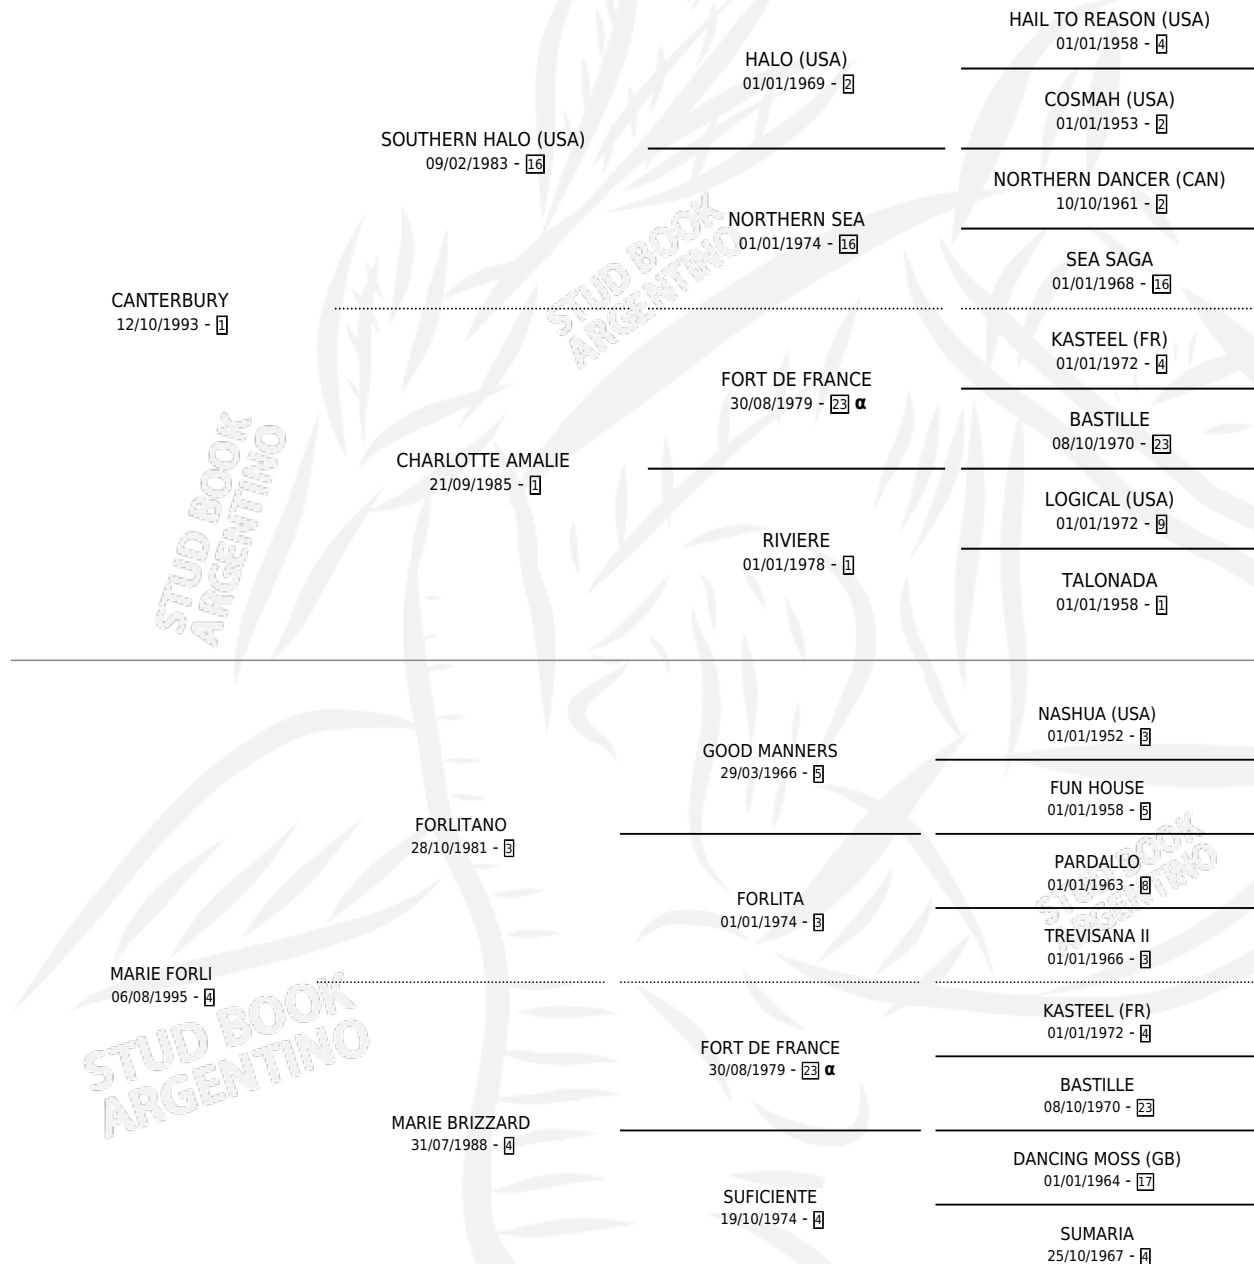 HAIL TO REASON (USA)
01/01/1958 - 4
HALO (USA)
01/01/1969 - 2
COSMAH (USA)
01/01/1953 - 2
SOUTHERN HALO (USA)
09/02/1983 - 16
NORTHERN DANCER (CAN)
10/10/1961 - 2
NORTHERN SEA
01/01/1974 - 16
SEA SAGA
01/01/1968 - 16
CANTERBURY
12/10/1993 - 1
KASTEEL (FR)
01/01/1972 - 4
FORT DE FRANCE
30/08/1979 - 23 α
BASTILLE
08/10/1970 - 23
CHARLOTTE AMALIE
21/09/1985 - 1
LOGICAL (USA)
01/01/1972 - 9
RIVIERE
01/01/1978 - 1
TALONADA
01/01/1958 - 1
NASHUA (USA)
01/01/1952 - 3
GOOD MANNERS
29/03/1966 - 5
FUN HOUSE
01/01/1958 - 5
FORLITANO
28/10/1981 - 3
PARDALLO
01/01/1963 - 8
FORLITA
01/01/1974 - 3
TREVISANA II
01/01/1966 - 3
MARIE FORLI
06/08/1995 - 4
KASTEEL (FR)
01/01/1972 - 4
FORT DE FRANCE
30/08/1979 - 23 α
BASTILLE
08/10/1970 - 23
MARIE BRIZZARD
31/07/1988 - 4
DANCING MOSS (GB)
01/01/1964 - 17
SUFICIENTE
19/10/1974 - 4
SUMARIA
25/10/1967 - 4
STUD BOOK
ARGENTINO
STUD BOOK
ARGENTINO
STUD BOOK
ARGENTINO
STUD BOOK
ARGENTINO